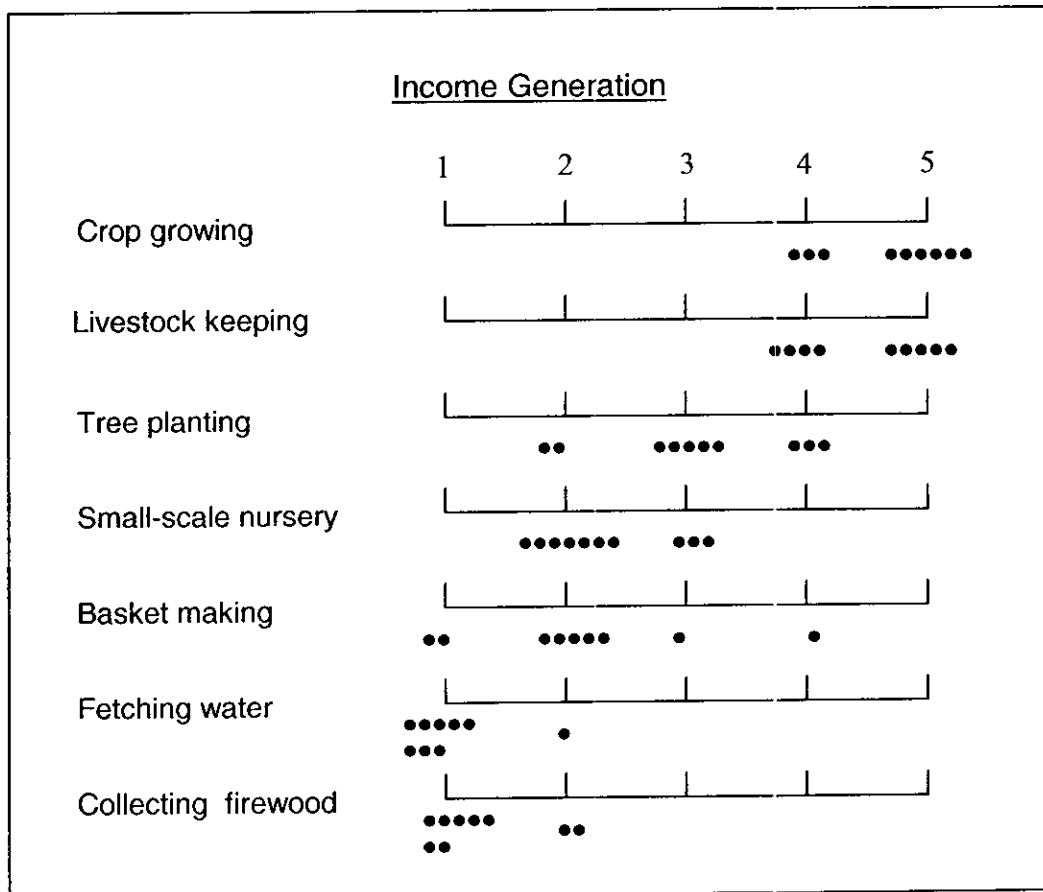 Income Generation
1 2 3 4 5
Crop growing
Livestock keeping
Tree planting
Small-scale nursery
Basket making
Fetching water
Collecting firewood